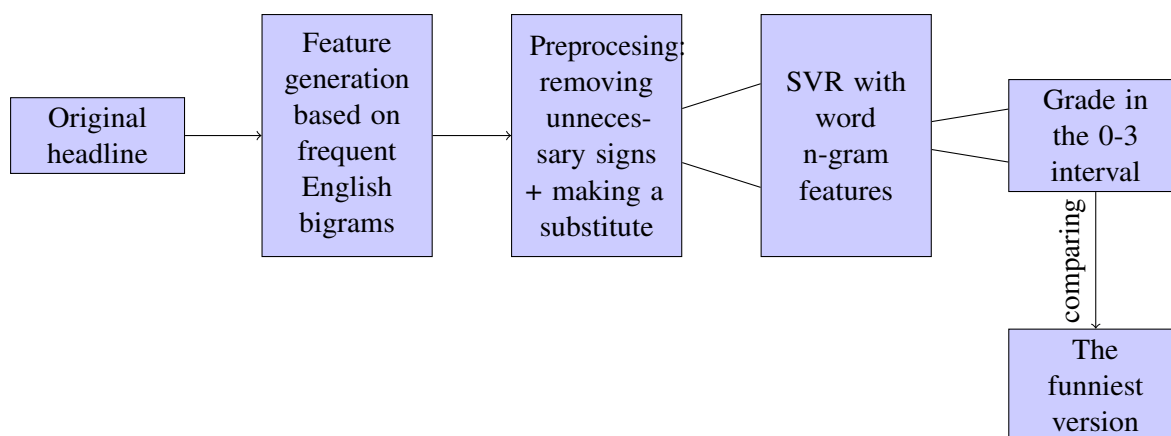 Original
headline
Feature
generation
based on
frequent
English
bigrams
Preprocesing:
removing
unneces-
sary signs
+ making a
substitute
SVR with
word
n-gram
features
Grade in
the 0-3
interval
comparing
The
funniest
version